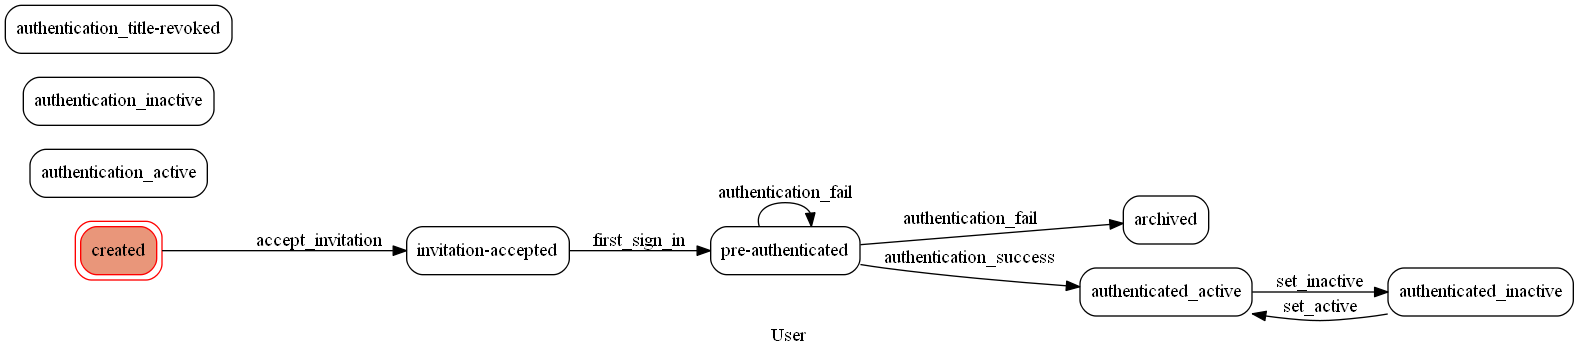 authentication_title-revoked
authentication_inactive
authentication_active
created
accept_invitation
invitation-accepted
first_sign_in
authentication_fail
pre-authenticated
authentication_fail
archived
authentication_success
authenticated_active
set_inactive
set_active
authenticated_inactive
User